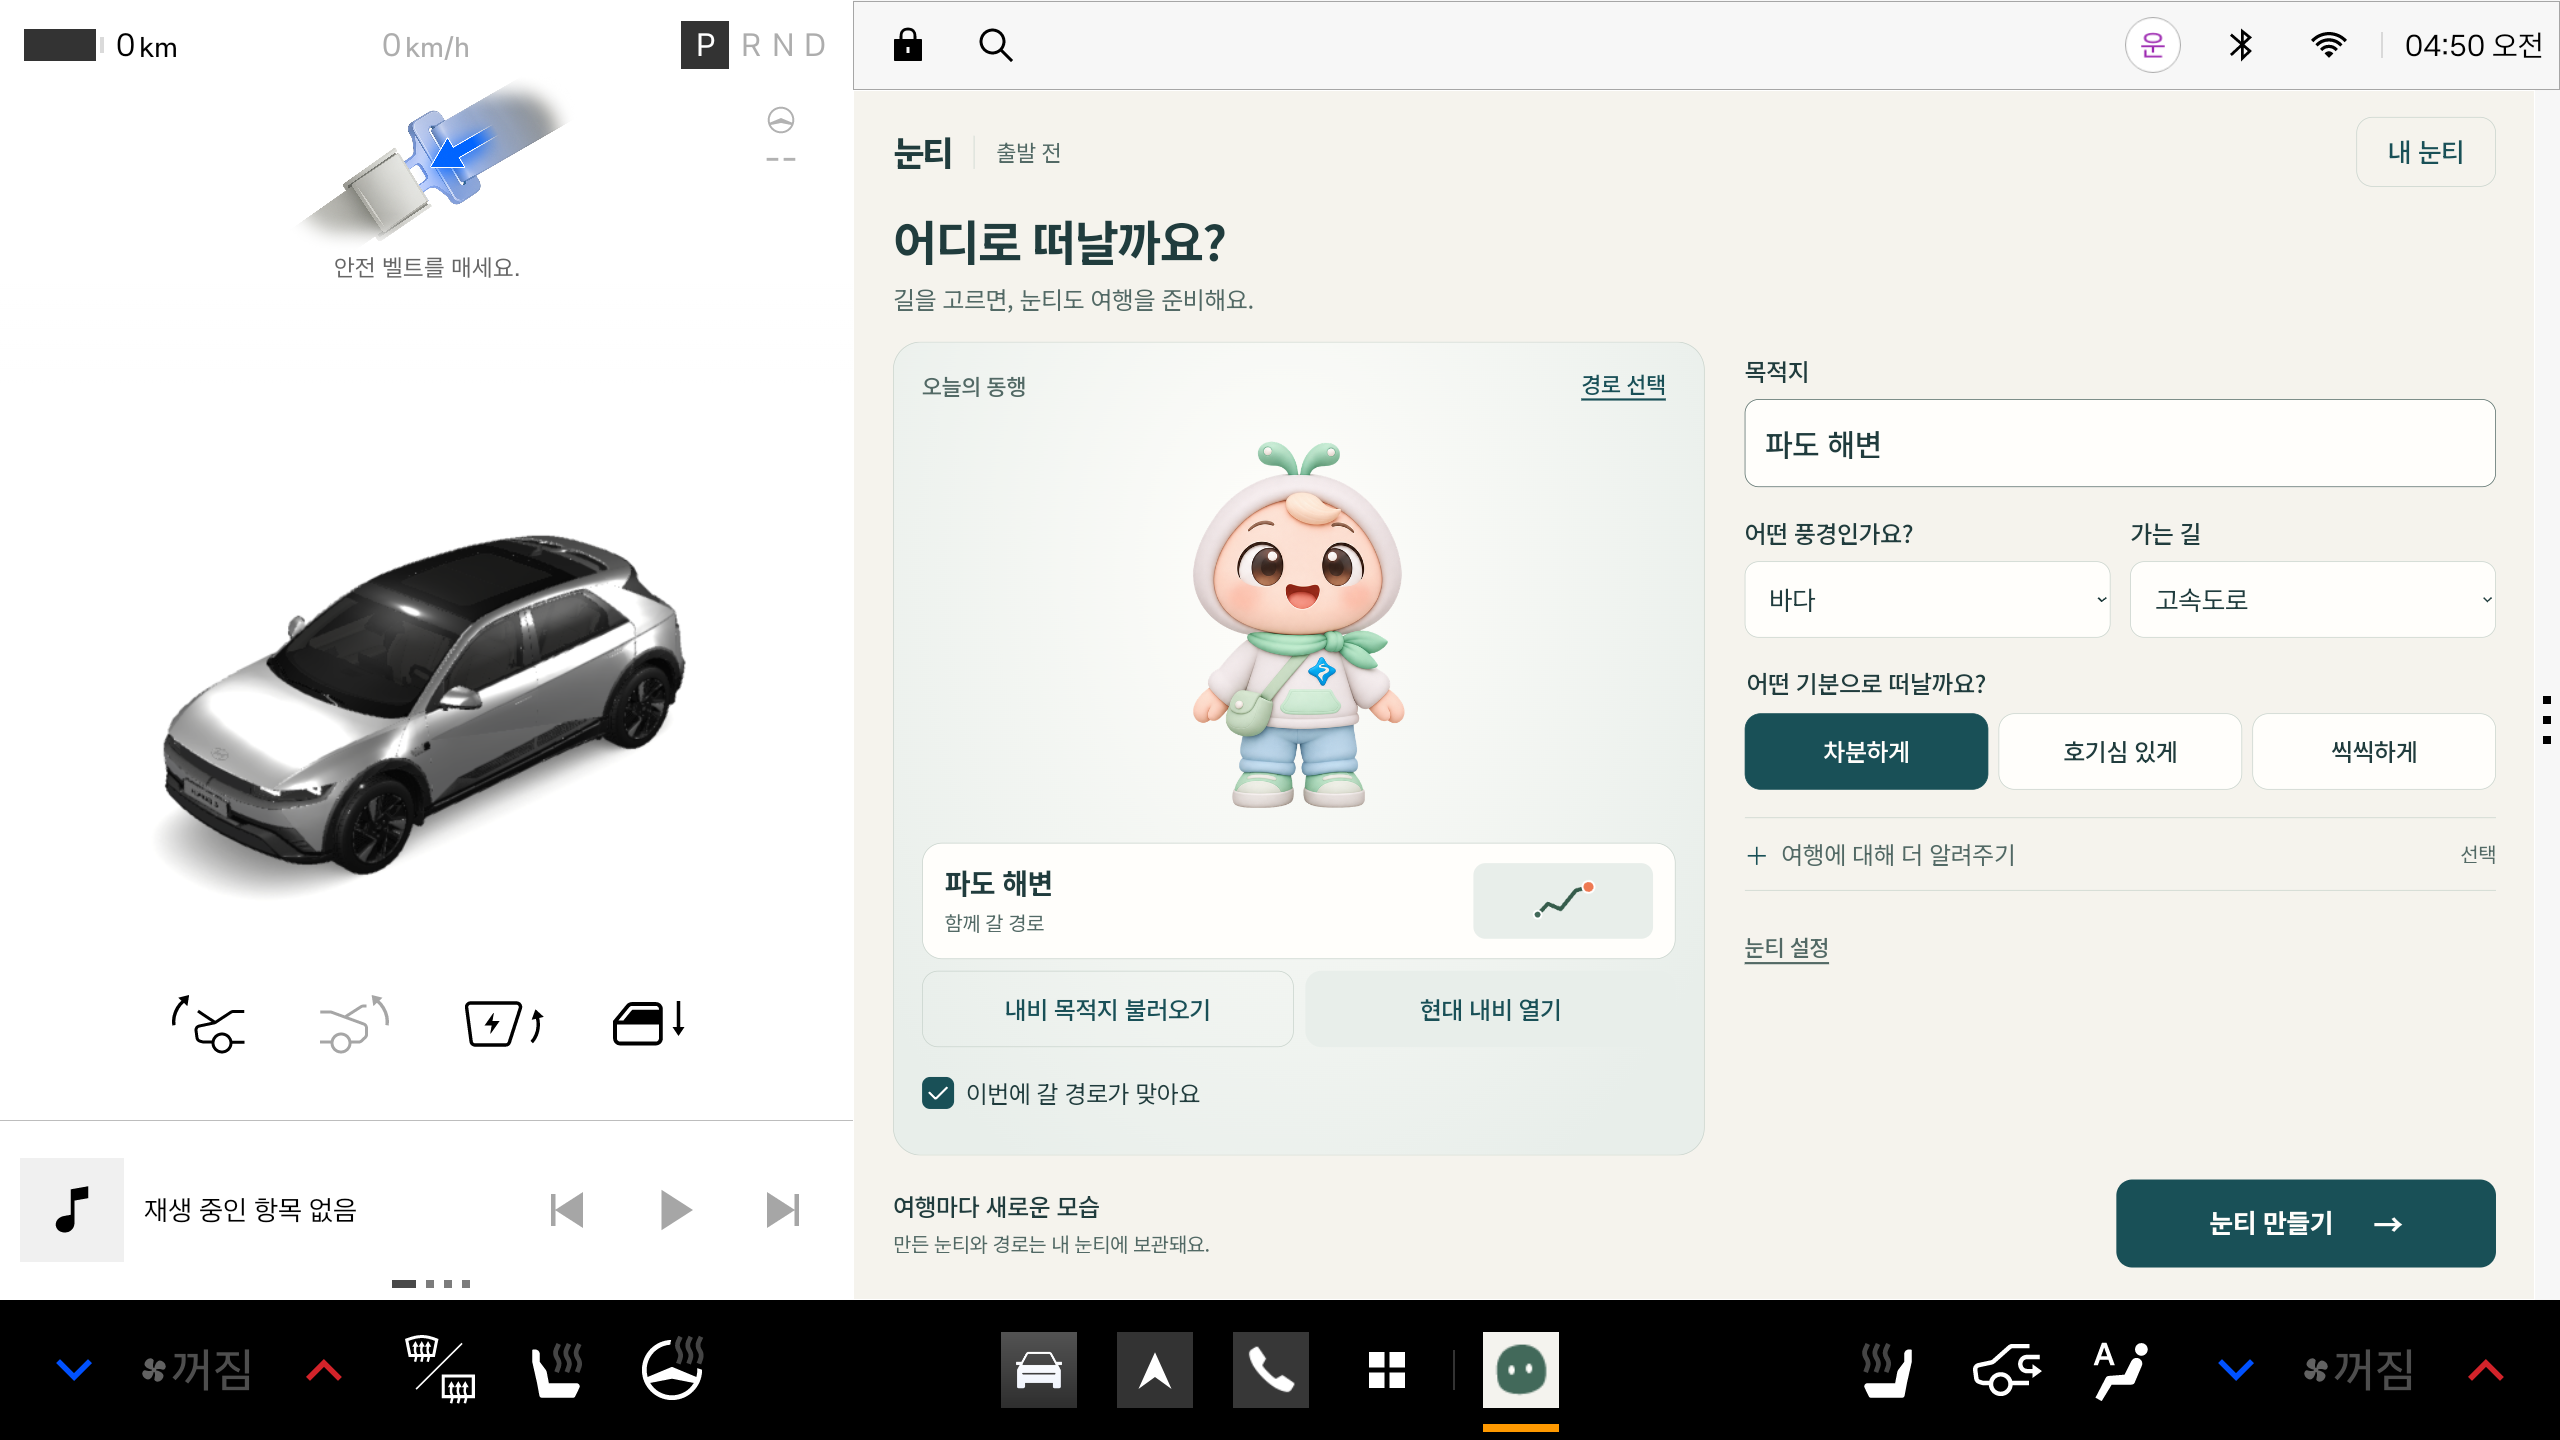 0 km
0 km/h
P R N D
안전 벨트를 매세요.
재생 중인 항목 없음
운
04:50 오전
눈티
출발 전
내 눈티
어디로 떠날까요?
길을 고르면, 눈티도 여행을 준비해요.
오늘의 동행
경로 선택
파도 해변
함께 갈 경로
내비 목적지 불러오기
현대 내비 열기
이번에 갈 경로가 맞아요
목적지
파도 해변
어떤 풍경인가요?
가는 길
바다
고속도로
어떤 기분으로 떠날까요?
차분하게
호기심 있게
씩씩하게
+ 여행에 대해 더 알려주기
선택
눈티 설정
여행마다 새로운 모습
만든 눈티와 경로는 내 눈티에 보관돼요.
눈티 만들기 →
꺼짐
A
꺼짐